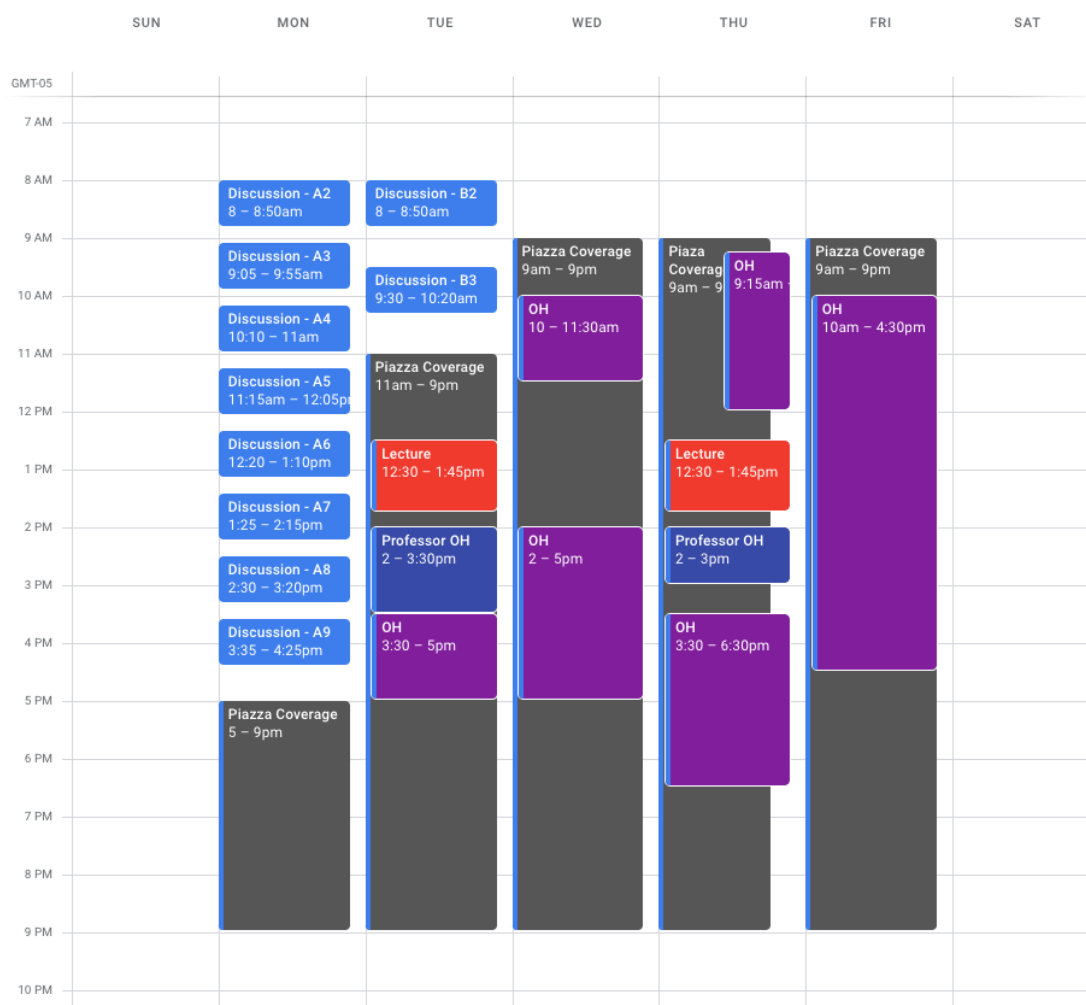 SUN MON TUE WED THU FRI SAT
GMT-05
7 AM
8 AM
9 AM
10 AM
11 AM
12 PM
1 PM
2 PM
3 PM
4 PM
5 PM
6 PM
7 PM
8 PM
9 PM
10 PM
Discussion - A2
8 – 8:50am
Discussion - A3
9:05 – 9:55am
Discussion - A4
10:10 – 11am
Discussion - A5
11:15am – 12:05p
Discussion - A6
12:20 – 1:10pm
Discussion - A7
1:25 – 2:15pm
Discussion - A8
2:30 – 3:20pm
Discussion - A9
3:35 – 4:25pm
Piazza Coverage
5 – 9pm
Discussion - B2
8 – 8:50am
Discussion - B3
9:30 – 10:20am
Piazza Coverage
11am – 9pm
Lecture
12:30 – 1:45pm
Professor OH
2 – 3:30pm
OH
3:30 – 5pm
Piazza Coverage
9am – 9pm
OH
10 – 11:30am
OH
2 – 5pm
Piazza
Coverag
9am – 9
OH
9:15am
Lecture
12:30 – 1:45pm
Professor OH
2 – 3pm
OH
3:30 – 6:30pm
Piazza Coverage
9am – 9pm
OH
10am – 4:30pm